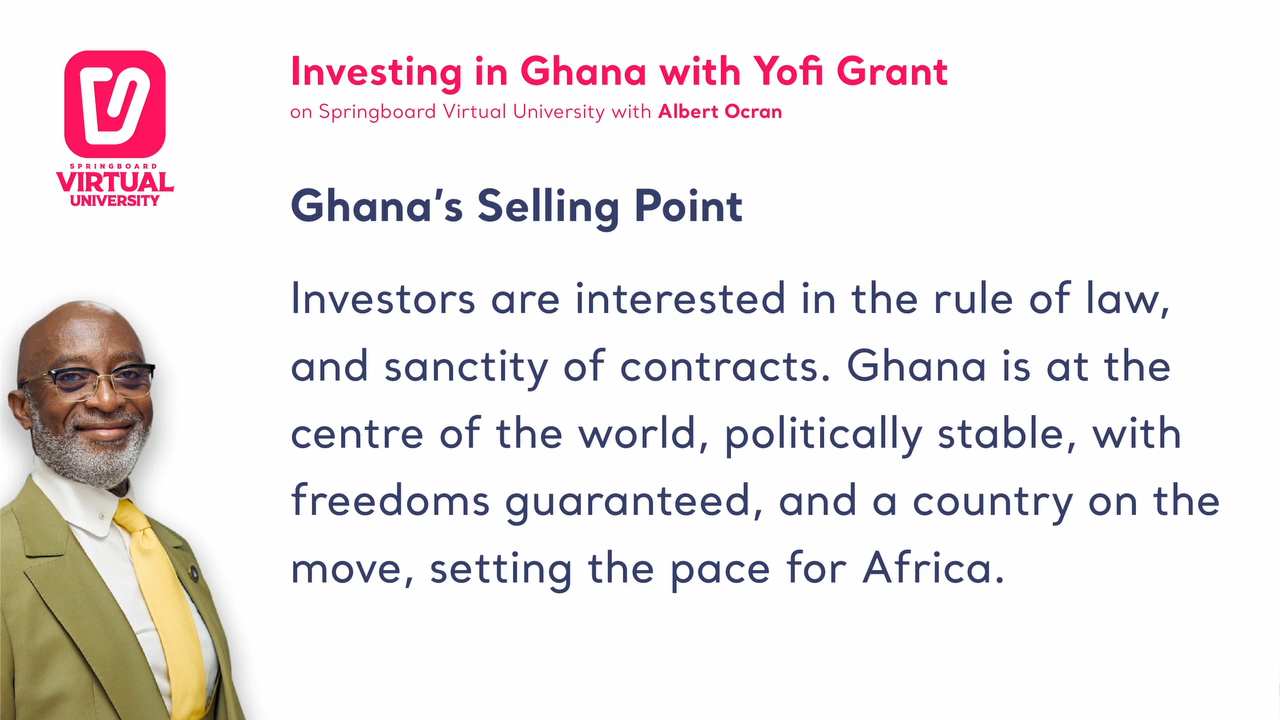 Investing in Ghana with Yofi Grant
on Springboard Virtual University with Albert Ocran
SPRINGBOARD
VIRTUAL
UNIVERSITY
Ghana's Selling Point
Investors are interested in the rule of law,
and sanctity of contracts. Ghana is at the
centre of the world, politically stable, with
freedoms guaranteed, and a country on the
move, setting the pace for Africa.